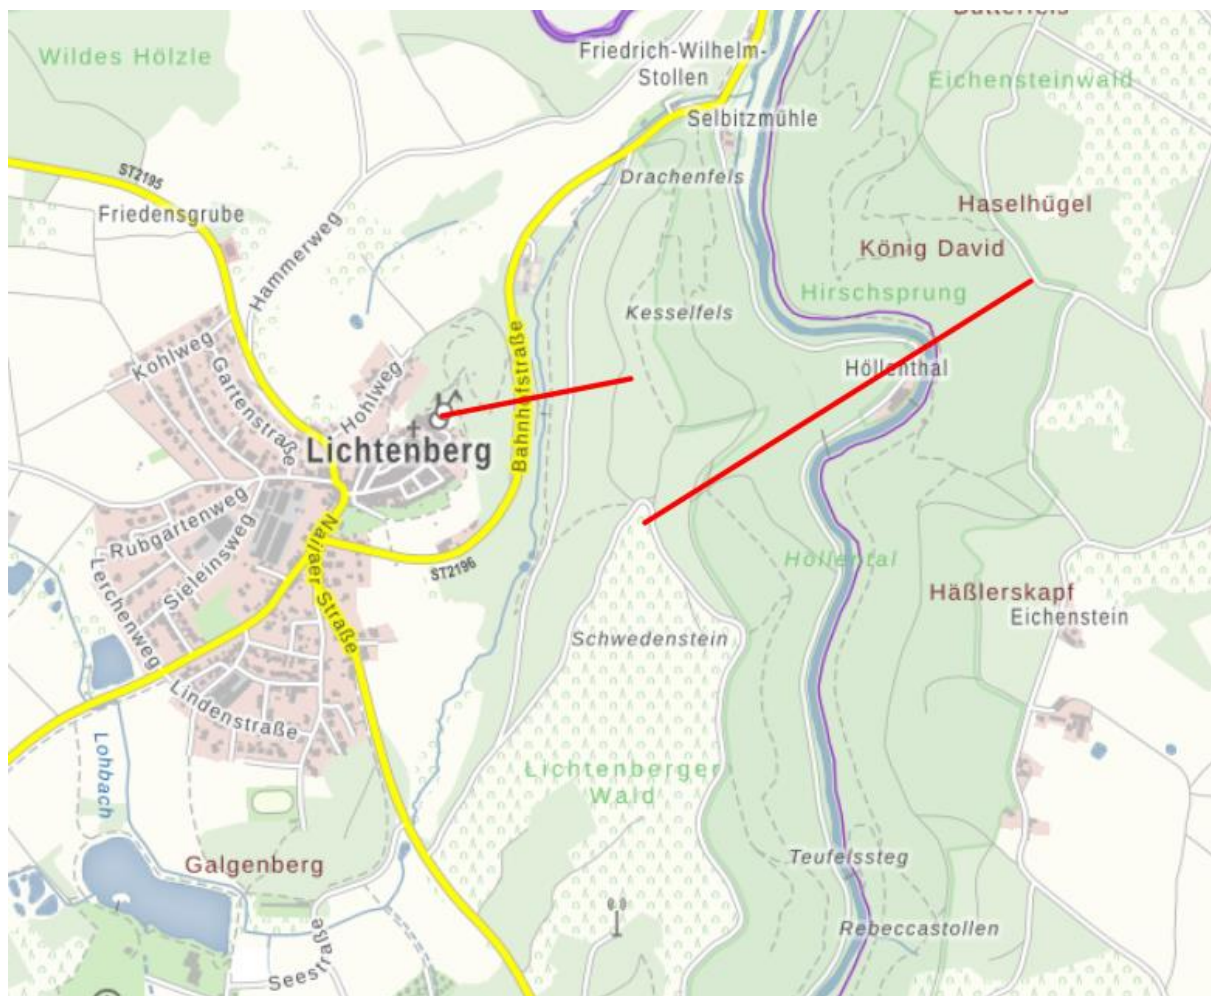 Butterfels
Wildes Hölzle
Friedrich-Wilhelm-
Stollen
Eichensteinwald
Selbitzmühle
ST2195
Drachenfels
Friedensgrube
Haselhügel
Hammerweg
König David
Hirschsprung
Kesselfels
Kohlweg
Gartenstraße
Hohlweg
Bahnhofstraße
Höllenthal
Lichtenberg
Rubgartenweg
Sieleinsweg
Nailaer Straße
ST2196
Höllental
Lerchenweg
Häßlerskapf
Eichenstein
Schwedenstein
Lindenstraße
Lohbach
Lichtenberger
Wald
Galgenberg
Teufelssteg
Rebeccastollen
Seestraße